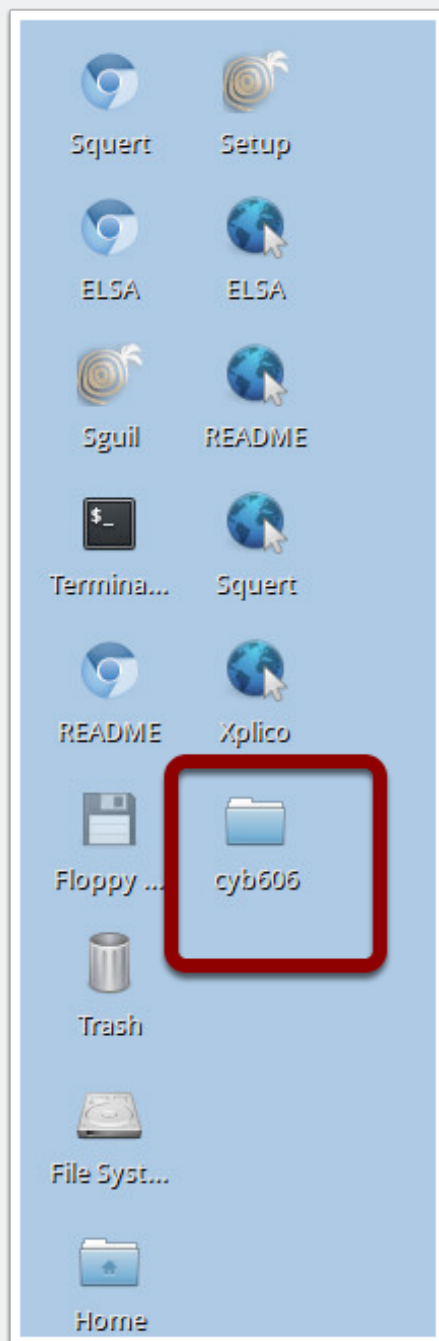 Squert Setup
ELSA ELSA
Sguil README
$_
Termina... Squert
README Xplico
Floppy ... cyb606
Trash
File Syst...
Home